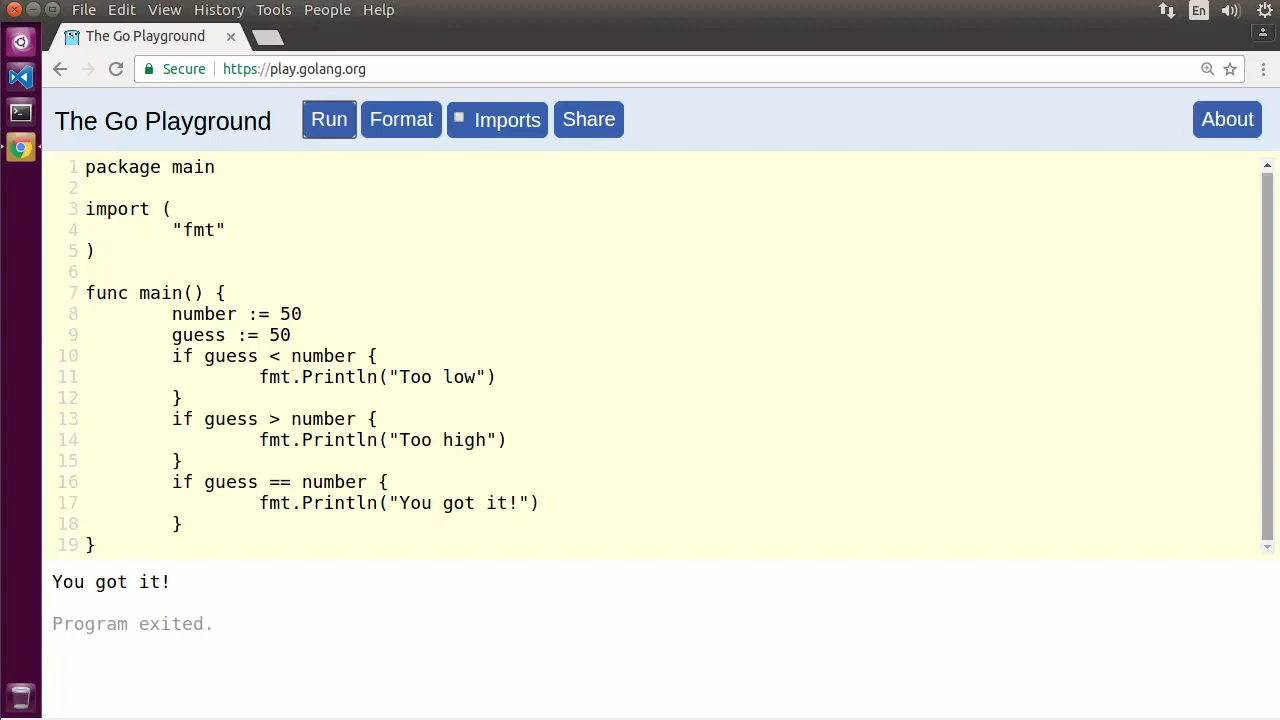 File Edit View History Tools People Help
En
The Go Playground
Secure https://play.golang.org
The Go Playground Run Format Imports Share About
1 package main
2
3 import (
4 "fmt"
5 )
6
7 func main() {
8 number := 50
9 guess := 50
10 if guess < number {
11 fmt.Println("Too low")
12 }
13 if guess > number {
14 fmt.Println("Too high")
15 }
16 if guess == number {
17 fmt.Println("You got it!")
18 }
19 }
You got it!
Program exited.